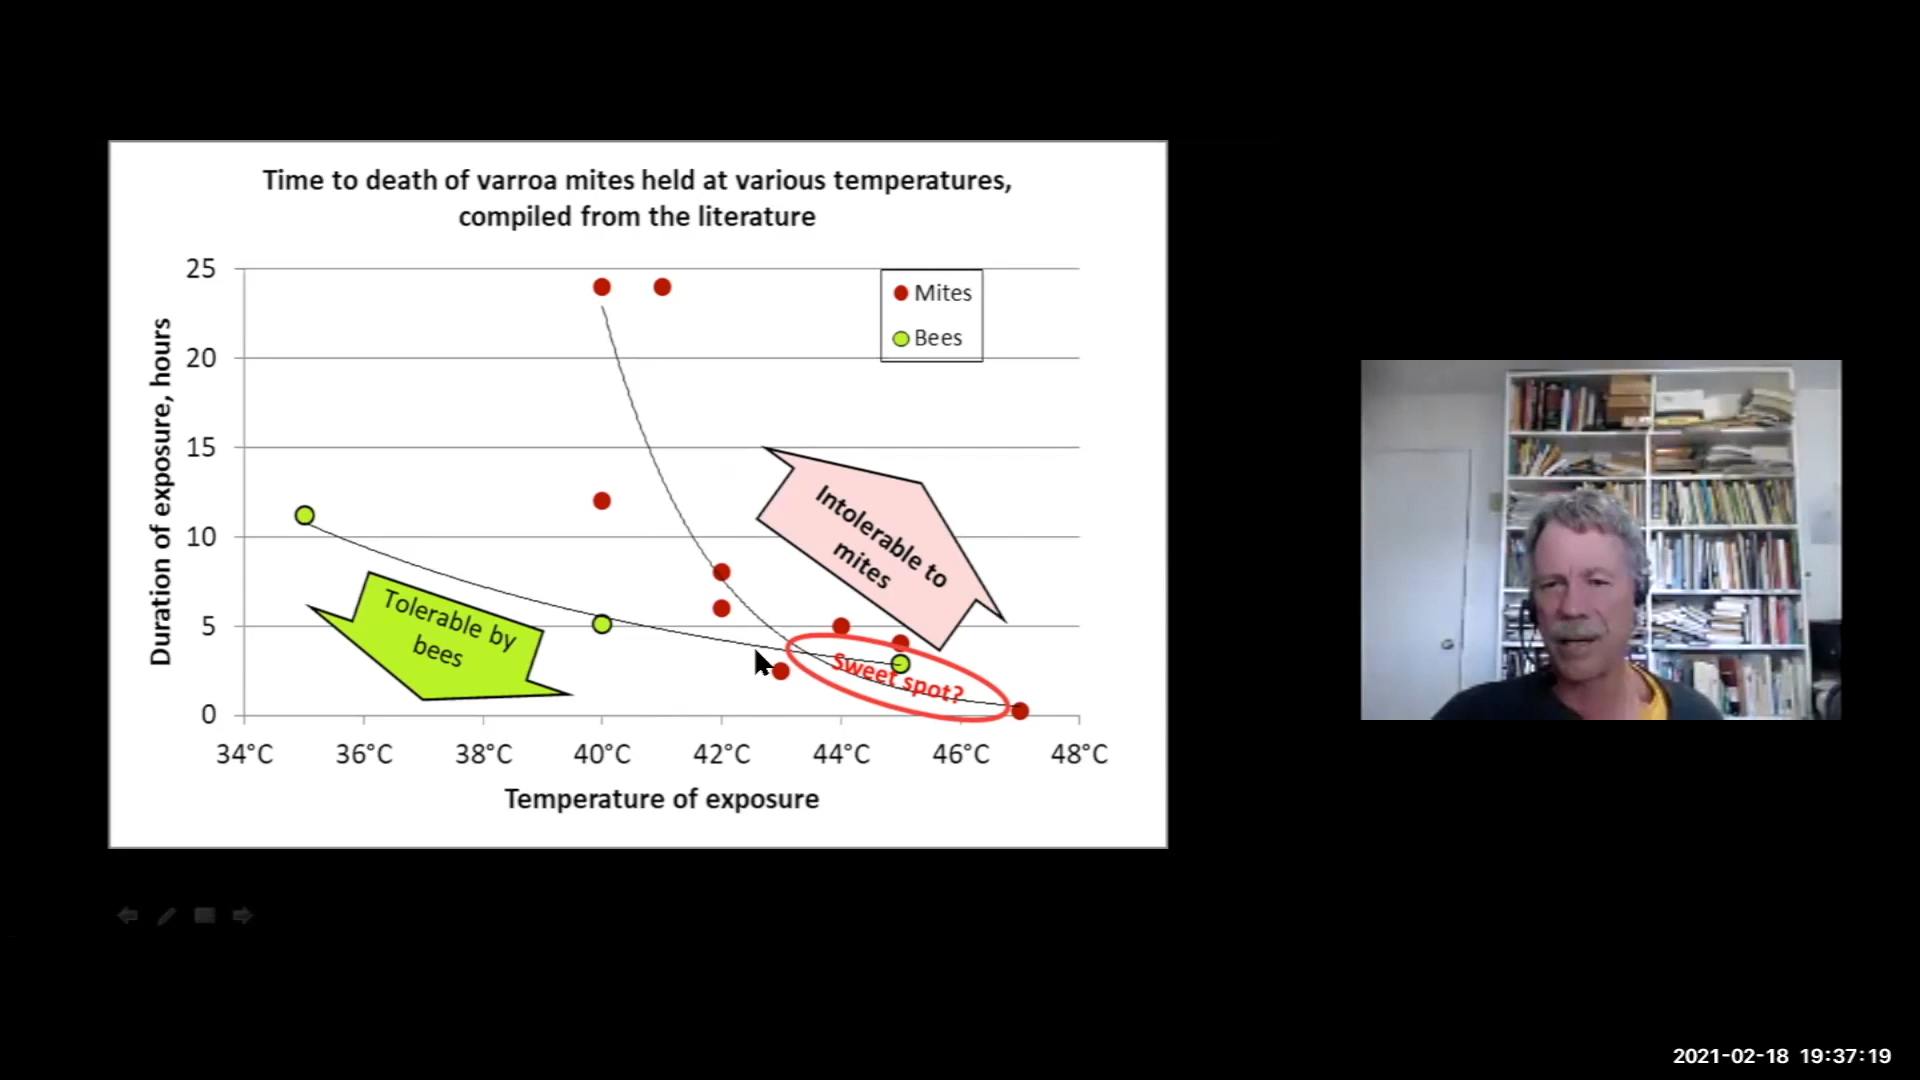 Time to death of varroa mites held at various temperatures,
compiled from the literature
25
20
15
10
5
0
Duration of exposure, hours
Mites
Bees
Intolerable to
mites
Tolerable by
bees
Sweet spot?
34°C 36°C 38°C 40°C 42°C 44°C 46°C 48°C
Temperature of exposure
2021-02-18 19:37:19